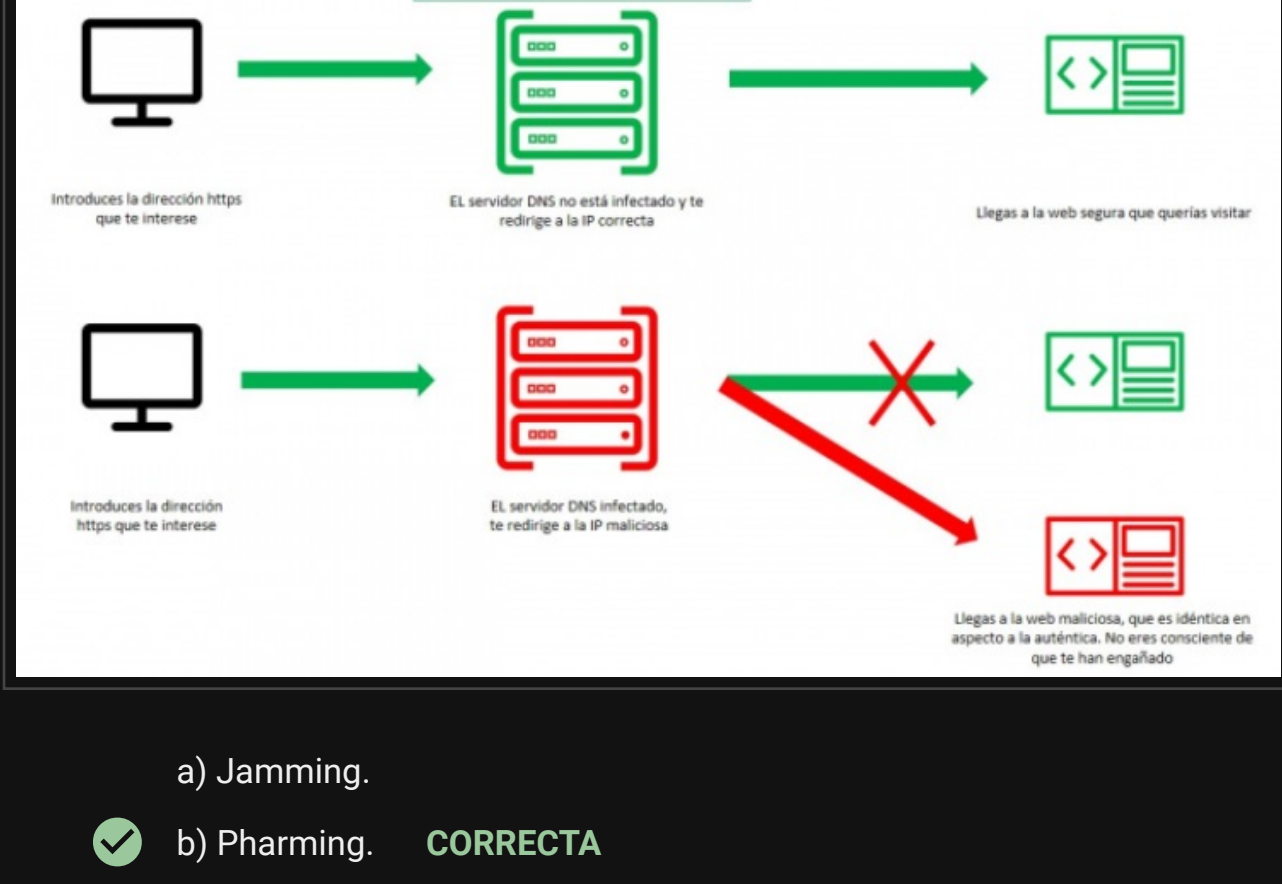 Introduces la dirección https
que te interese
EL servidor DNS no está infectado y te
redirige a la IP correcta
Llegas a la web segura que querías visitar
Introduces la dirección
https que te interese
EL servidor DNS infectado,
te redirige a la IP maliciosa
Llegas a la web maliciosa, que es idéntica en
aspecto a la auténtica. No eres consciente de
que te han engañado
a) Jamming.
b) Pharming. CORRECTA